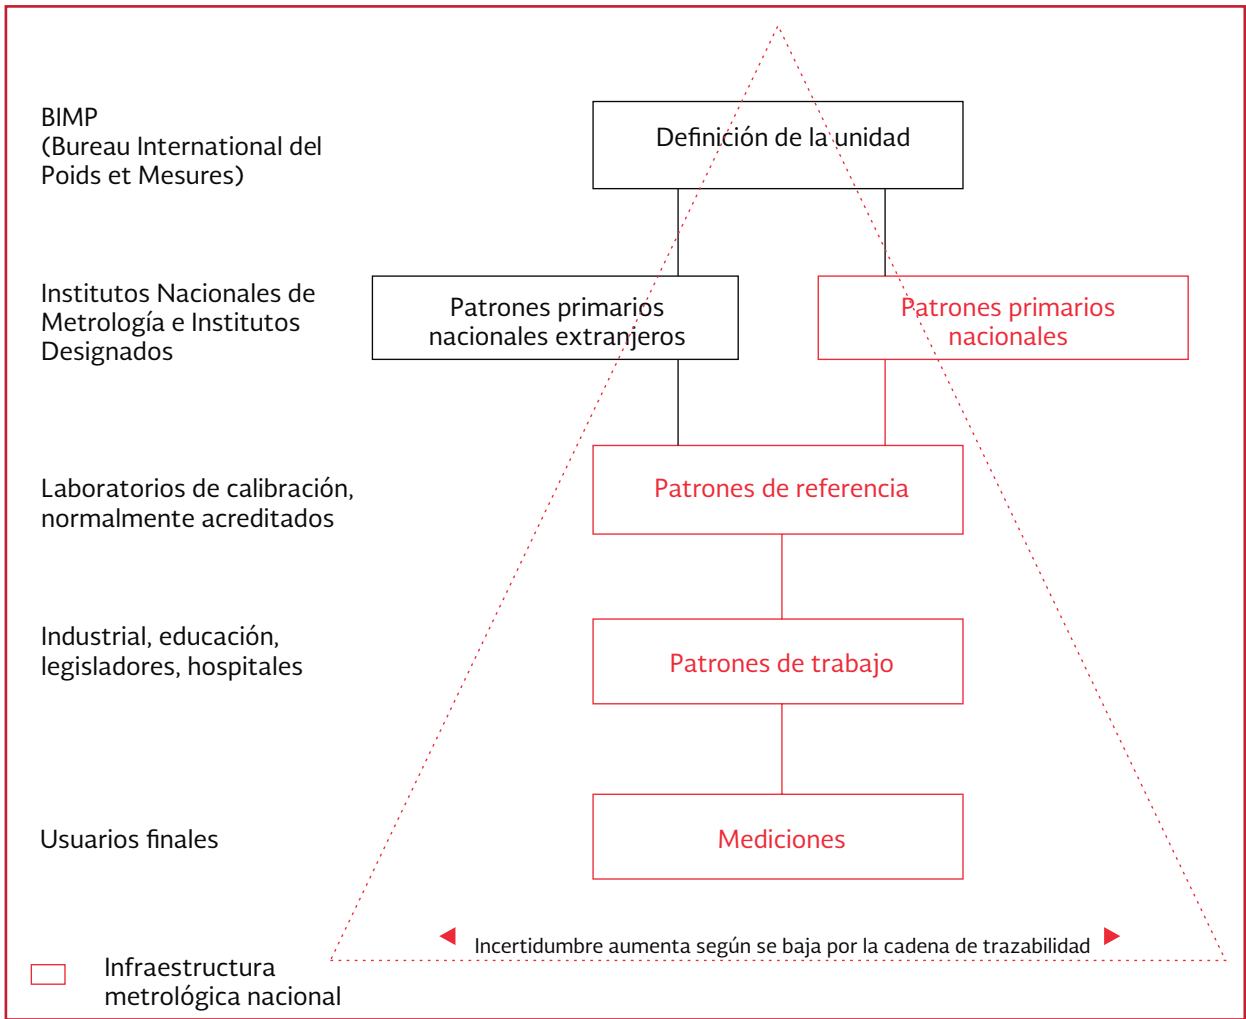 BIMP
(Bureau International del
Poids et Mesures)
Definición de la unidad
Institutos Nacionales de
Metrología e Institutos
Designados
Patrones primarios
nacionales extranjeros
Patrones primarios
nacionales
Laboratorios de calibración,
normalmente acreditados
Patrones de referencia
Industrial, educación,
legisladores, hospitales
Patrones de trabajo
Usuarios finales
Mediciones
Incertidumbre aumenta según se baja por la cadena de trazabilidad
Infraestructura
metrológica nacional